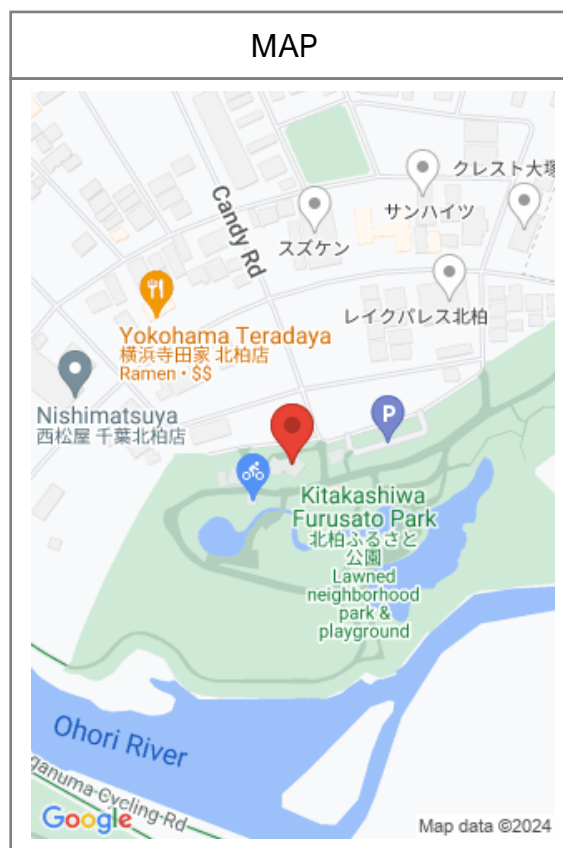 MAP
クレスト大塚
サンハイツ
スズケン
Candy Rd
レイクパレス北柏
Yokohama Teradaya
横浜寺田家 北柏店
Ramen • $$
P
Nishimatsuya
西松屋 千葉北柏店
Kitakashiwa
Furusato Park
北柏ふるさと
公園
Lawned
neighborhood
park &
playground
Ohori River
ganuma Cycling Rd
Google
Map data ©2024